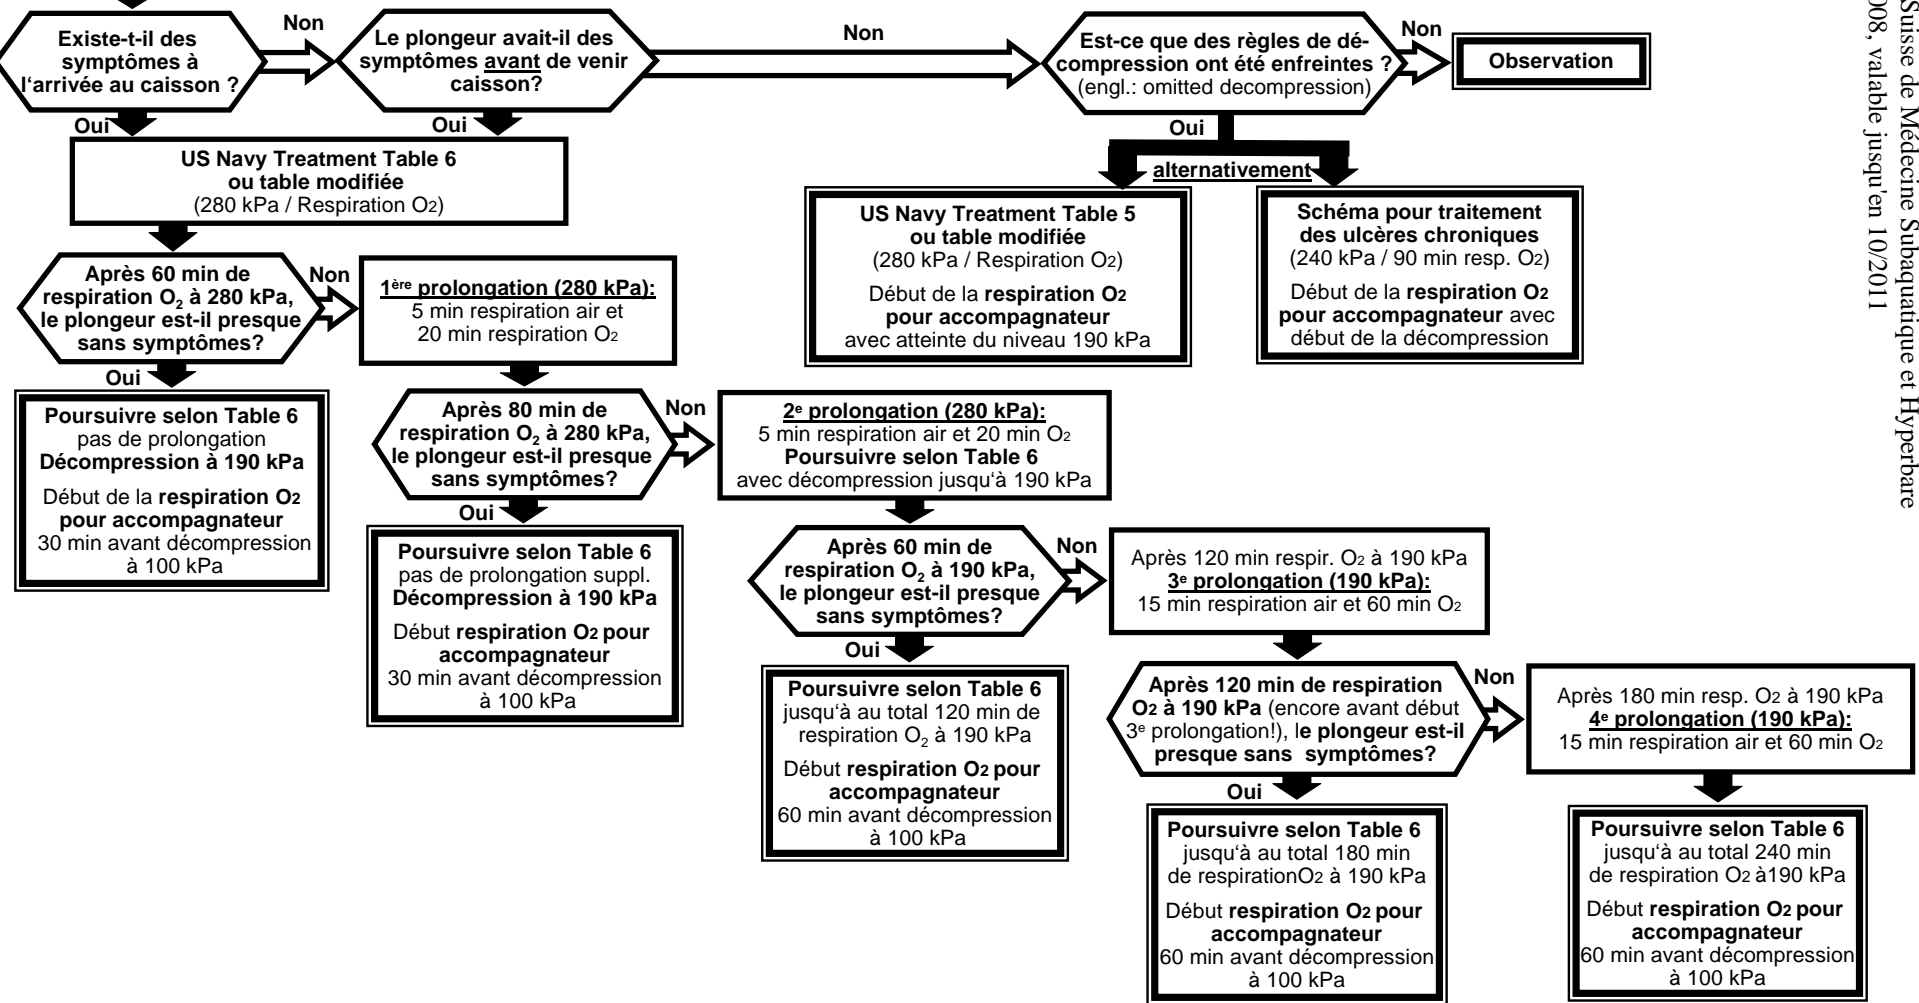 Existe-t-il des
symptômes à
l'arrivée au caisson ?
Non
Le plongeur avait-il des
symptômes avant de venir
caisson?
Non
Est-ce que des règles de dé-
compression ont été enfreintes ?
(engl.: omitted decompression)
Non
Observation
Oui
Oui
Oui
alternativement
US Navy Treatment Table 6
ou table modifiée
(280 kPa / Respiration O2)
US Navy Treatment Table 5
ou table modifiée
(280 kPa / Respiration O2)
Début de la respiration O2
pour accompagnateur
avec atteinte du niveau 190 kPa
Schéma pour traitement
des ulcères chroniques
(240 kPa / 90 min resp. O2)
Début de la respiration O2
pour accompagnateur avec
début de la décompression
Après 60 min de
respiration O2 à 280 kPa,
le plongeur est-il presque
sans symptômes?
Non
1ère prolongation (280 kPa):
5 min respiration air et
20 min respiration O2
Oui
Poursuivre selon Table 6
pas de prolongation
Décompression à 190 kPa
Début de la respiration O2
pour accompagnateur
30 min avant décompression
à 100 kPa
Après 80 min de
respiration O2 à 280 kPa,
le plongeur est-il presque
sans symptômes?
Non
2e prolongation (280 kPa):
5 min respiration air et 20 min O2
Poursuivre selon Table 6
avec décompression jusqu'à 190 kPa
Oui
Poursuivre selon Table 6
pas de prolongation suppl.
Décompression à 190 kPa
Début respiration O2 pour
accompagnateur
30 min avant décompression
à 100 kPa
Après 60 min de
respiration O2 à 190 kPa,
le plongeur est-il presque
sans symptômes?
Non
Après 120 min respir. O2 à 190 kPa
3e prolongation (190 kPa):
15 min respiration air et 60 min O2
Oui
Poursuivre selon Table 6
jusqu'à au total 120 min de
respiration O2 à 190 kPa
Début respiration O2 pour
accompagnateur
60 min avant décompression
à 100 kPa
Après 120 min de respiration
O2 à 190 kPa (encore avant début
3e prolongation!), le plongeur est-il
presque sans symptômes?
Non
Après 180 min resp. O2 à 190 kPa
4e prolongation (190 kPa):
15 min respiration air et 60 min O2
Oui
Poursuivre selon Table 6
jusqu'à au total 180 min
de respirationO2 à 190 kPa
Début respiration O2 pour
accompagnateur
60 min avant décompression
à 100 kPa
Poursuivre selon Table 6
jusqu'à au total 240 min
de respiration O2 à190 kPa
Début respiration O2 pour
accompagnateur
60 min avant décompression
à 100 kPa
Suisse de Médecine Subaquatique et Hyperbare
008, valable jusqu'en 10/2011